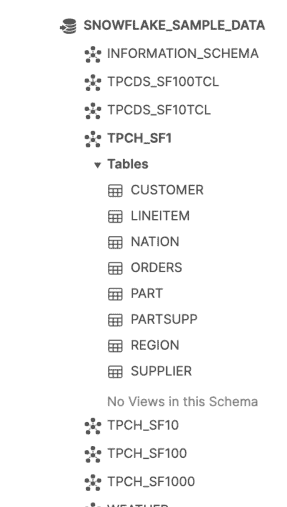 SNOWFLAKE_SAMPLE_DATA
INFORMATION_SCHEMA
TPCDS_SF100TCL
TPCDS_SF10TCL
TPCH_SF1
Tables
CUSTOMER
LINEITEM
NATION
ORDERS
PART
PARTSUPP
REGION
SUPPLIER
No Views in this Schema
TPCH_SF10
TPCH_SF100
TPCH_SF1000
WEATHER